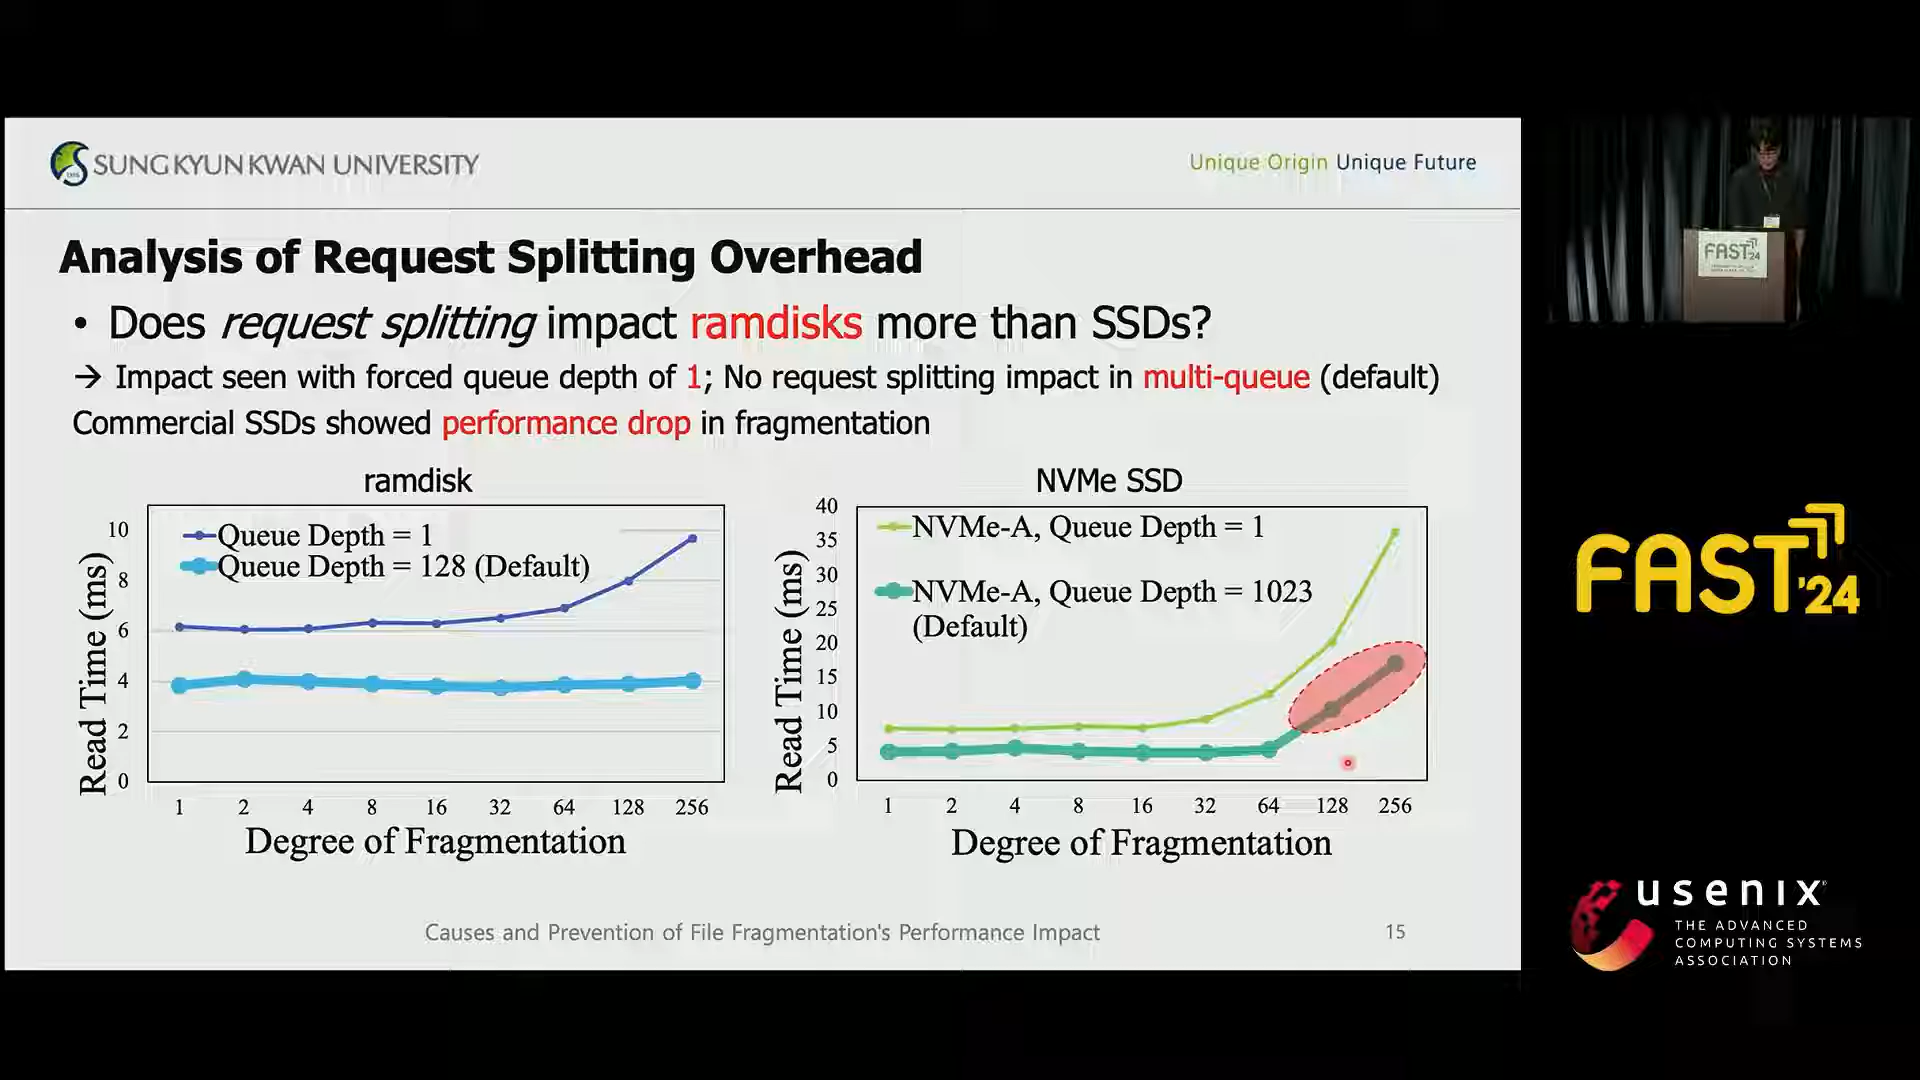 SUNG KYUN KWAN UNIVERSITY
Unique Origin Unique Future
Analysis of Request Splitting Overhead
• Does request splitting impact ramdisks more than SSDs?
→ Impact seen with forced queue depth of 1; No request splitting impact in multi-queue (default)
Commercial SSDs showed performance drop in fragmentation
ramdisk
Queue Depth = 1
Queue Depth = 128 (Default)
Read Time (ms)
10
8
6
4
2
0
1 2 4 8 16 32 64 128 256
Degree of Fragmentation
NVMe SSD
NVMe-A, Queue Depth = 1
NVMe-A, Queue Depth = 1023
(Default)
Read Time (ms)
40
35
30
25
20
15
10
5
0
1 2 4 8 16 32 64 128 256
Degree of Fragmentation
Causes and Prevention of File Fragmentation's Performance Impact
15
FAST '24
FAST '24
usenix
THE ADVANCED
COMPUTING SYSTEMS
ASSOCIATION